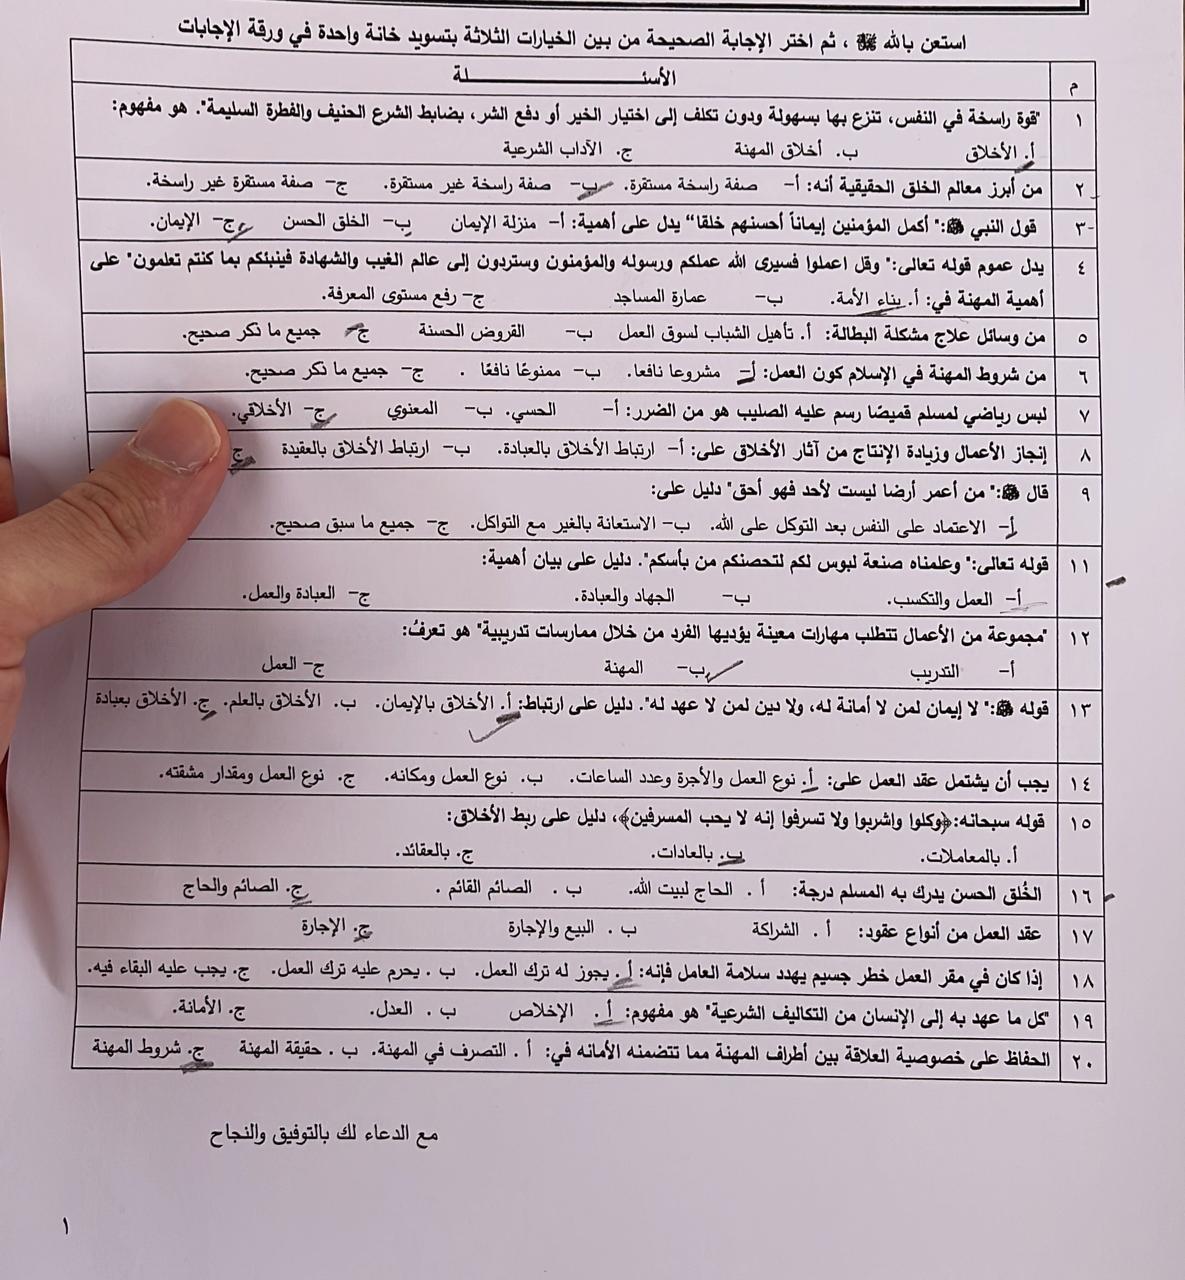 استعن بالله ﷻ ، ثم اختر الإجابة الصحيحة من بين الخيارات الثلاثة بتسويد خانة واحدة في ورقة الإجابات
م الأسئـــــــــــلة
١ "قوة راسخة في النفس، تنزع بها بسهولة ودون تكلف إلى اختيار الخير أو دفع الشر، بضابط الشرع الحنيف والفطرة السليمة". هو مفهوم:
أ. الأخلاق ب. أخلاق المهنة ج. الآداب الشرعية
٢ من أبرز معالم الخلق الحقيقية أنه: أ- صفة راسخة مستقرة. ب- صفة راسخة غير مستقرة. ج- صفة مستقرة غير راسخة.
٣ قول النبي ﷺ:" أكمل المؤمنين إيماناً أحسنهم خلقا" يدل على أهمية: أ- منزلة الإيمان ب- الخلق الحسن ج- الإيمان.
٤ يدل عموم قوله تعالى:" وقل اعملوا فسيرى الله عملكم ورسوله والمؤمنون وستردون إلى عالم الغيب والشهادة فينبئكم بما كنتم تعلمون" على
أهمية المهنة في: أ. بناء الأمة. ب- عمارة المساجد ج- رفع مستوى المعرفة.
٥ من وسائل علاج مشكلة البطالة: أ. تأهيل الشباب لسوق العمل ب- القروض الحسنة ج- جميع ما ذكر صحيح.
٦ من شروط المهنة في الإسلام كون العمل: أ- مشروعا نافعا. ب- ممنوعًا نافعًا . ج- جميع ما ذكر صحيح.
٧ لبس رياضي لمسلم قميصًا رسم عليه الصليب هو من الضرر: أ- الحسي. ب- المعنوي ج- الأخلاقي.
٨ إنجاز الأعمال وزيادة الإنتاج من آثار الأخلاق على: أ- ارتباط الأخلاق بالعبادة. ب- ارتباط الأخلاق بالعقيدة ج
٩ قال ﷺ:" من أعمر أرضا ليست لأحد فهو أحق" دليل على:
أ- الاعتماد على النفس بعد التوكل على الله. ب- الاستعانة بالغير مع التواكل. ج- جميع ما سبق صحيح.
١١ قوله تعالى:" وعلمناه صنعة لبوس لكم لتحصنكم من بأسكم". دليل على بيان أهمية:
أ- العمل والتكسب. ب- الجهاد والعبادة. ج- العبادة والعمل.
١٢ "مجموعة من الأعمال تتطلب مهارات معينة يؤديها الفرد من خلال ممارسات تدريبية" هو تعرفُ:
أ- التدريب ب- المهنة ج- العمل
١٣ قوله ﷺ:" لا إيمان لمن لا أمانة له، ولا دين لمن لا عهد له". دليل على ارتباط: أ. الأخلاق بالإيمان. ب. الأخلاق بالعلم. ج. الأخلاق بعبادة
١٤ يجب أن يشتمل عقد العمل على: أ. نوع العمل والأجرة وعدد الساعات. ب. نوع العمل ومكانه. ج. نوع العمل ومقدار مشقته.
١٥ قوله سبحانه:﴿وكلوا واشربوا ولا تسرفوا إنه لا يحب المسرفين﴾، دليل على ربط الأخلاق:
أ. بالمعاملات. ب. بالعادات. ج. بالعقائد.
١٦ الخُلق الحسن يدرك به المسلم درجة: أ . الحاج لبيت الله. ب . الصائم القائم . ج. الصائم والحاج
١٧ عقد العمل من أنواع عقود: أ . الشراكة ب . البيع والإجارة ج. الإجارة
١٨ إذا كان في مقر العمل خطر جسيم يهدد سلامة العامل فإنه: أ . يجوز له ترك العمل. ب . يحرم عليه ترك العمل. ج. يجب عليه البقاء فيه.
١٩ "كل ما عهد به إلى الإنسان من التكاليف الشرعية" هو مفهوم: أ . الإخلاص ب . العدل. ج. الأمانة.
٢٠ الحفاظ على خصوصية العلاقة بين أطراف المهنة مما تتضمنه الأمانه في: أ . التصرف في المهنة. ب . حقيقة المهنة ج. شروط المهنة
مع الدعاء لك بالتوفيق والنجاح
١